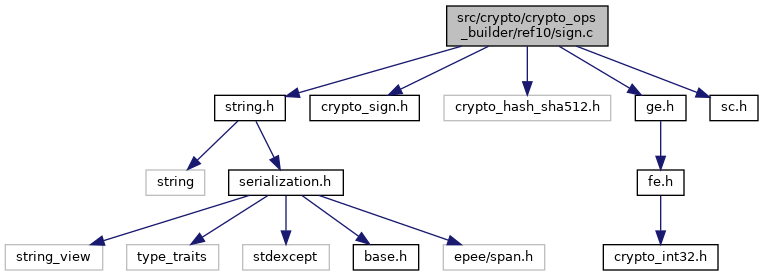 src/crypto/crypto_ops
_builder/ref10/sign.c
string.h
crypto_sign.h
crypto_hash_sha512.h
ge.h
sc.h
string
serialization.h
fe.h
string_view
type_traits
stdexcept
base.h
epee/span.h
crypto_int32.h